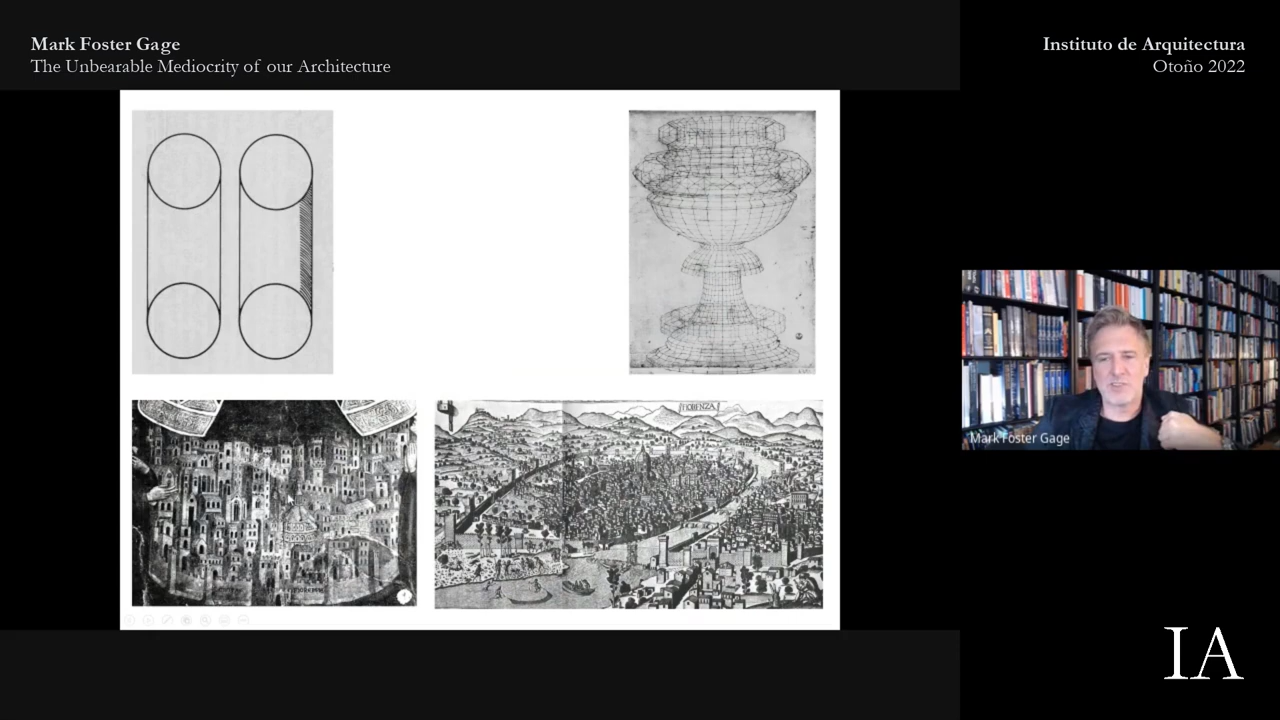 Mark Foster Gage
The Unbearable Mediocrity of our Architecture
Instituto de Arquitectura
Otoño 2022
FIORENZA
Mark Foster Gage
IA